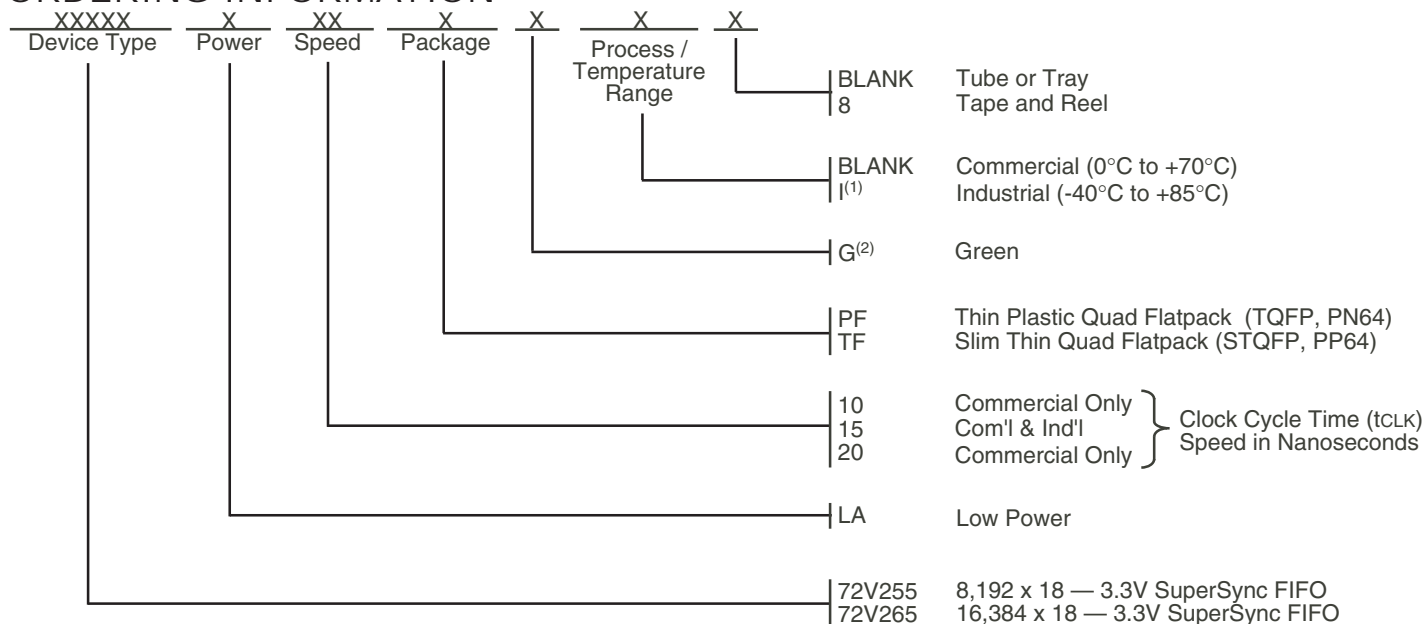 ORDERING INFORMATION
XXXXX X XX X X X X
Device Type Power Speed Package
Process /
Temperature
Range
BLANK Tube or Tray
8 Tape and Reel
BLANK Commercial (0°C to +70°C)
I(1) Industrial (-40°C to +85°C)
G(2) Green
PF Thin Plastic Quad Flatpack (TQFP, PN64)
TF Slim Thin Quad Flatpack (STQFP, PP64)
10 Commercial Only
15 Com'l & Ind'l
20 Commercial Only
Clock Cycle Time (tCLK)
Speed in Nanoseconds
LA Low Power
72V255 8,192 x 18 — 3.3V SuperSync FIFO
72V265 16,384 x 18 — 3.3V SuperSync FIFO